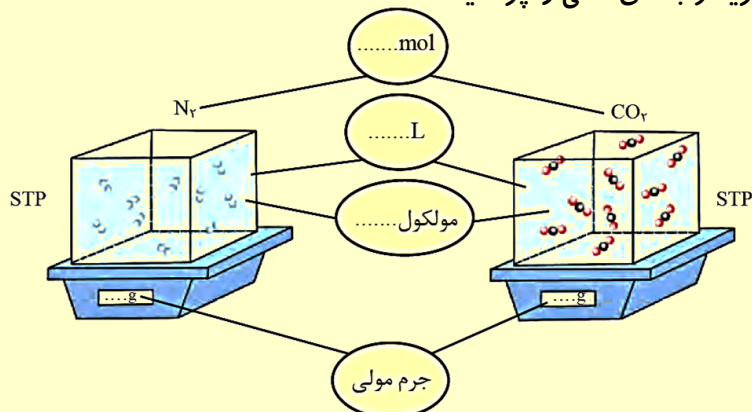 .......mol
N۲
CO۲
.......L
STP
STP
مولکول.......
....g
....g
جرم مولی